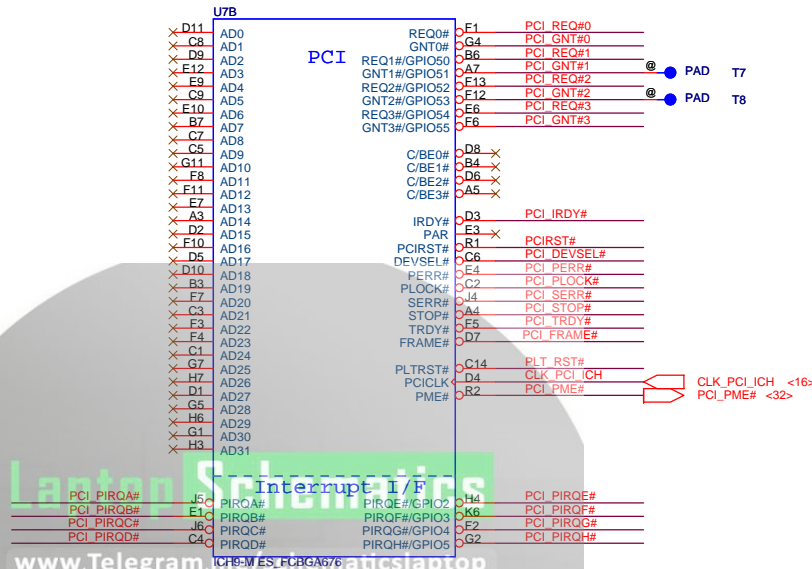 U7B
PCI
D11 AD0 REQ0# F1 PCI_REQ#0
C8 AD1 GNT0# G4 PCI_GNT#0
D9 AD2 REQ1#/GPIO50 B6 PCI_REQ#1
E12 AD3 GNT1#/GPIO51 A7 PCI_GNT#1 @ PAD T7
E9 AD4 REQ2#/GPIO52 F13 PCI_REQ#2
C9 AD5 GNT2#/GPIO53 F12 PCI_GNT#2 @ PAD T8
E10 AD6 REQ3#/GPIO54 E6 PCI_REQ#3
B7 AD7 GNT3#/GPIO55 F6 PCI_GNT#3
C7 AD8
C5 AD9 C/BE0# D8
G11 AD10 C/BE1# B4
F8 AD11 C/BE2# D6
F11 AD12 C/BE3# A5
E7 AD13
A3 AD14 IRDY# D3 PCI_IRDY#
D2 AD15 PAR E3
F10 AD16 PCIRST# R1 PCIRST#
D5 AD17 DEVSEL# C6 PCI_DEVSEL#
D10 AD18 PERR# E4 PCI_PERR#
B3 AD19 PLOCK# C2 PCI_PLOCK#
F7 AD20 SERR# J4 PCI_SERR#
C3 AD21 STOP# A4 PCI_STOP#
F3 AD22 TRDY# F5 PCI_TRDY#
F4 AD23 FRAME# D7 PCI_FRAME#
C1 AD24
G7 AD25 PLTRST# C14 PLT_RST#
H7 AD26 PCICLK D4 CLK_PCI_ICH CLK_PCI_ICH <16>
D1 AD27 PME# R2 PCI_PME# PCI_PME# <32>
G5 AD28
H6 AD29
G1 AD30
H3 AD31
Laptop Schematics
Interrupt I/F
PCI_PIRQA# J5 PIRQA# PIRQE#/GPIO2 H4 PCI_PIRQE#
PCI_PIRQB# E1 PIRQB# PIRQF#/GPIO3 K6 PCI_PIRQF#
PCI_PIRQC# J6 PIRQC# PIRQG#/GPIO4 F2 PCI_PIRQG#
PCI_PIRQD# C4 PIRQD# PIRQH#/GPIO5 G2 PCI_PIRQH#
ICH9-M ES_FCBGA676